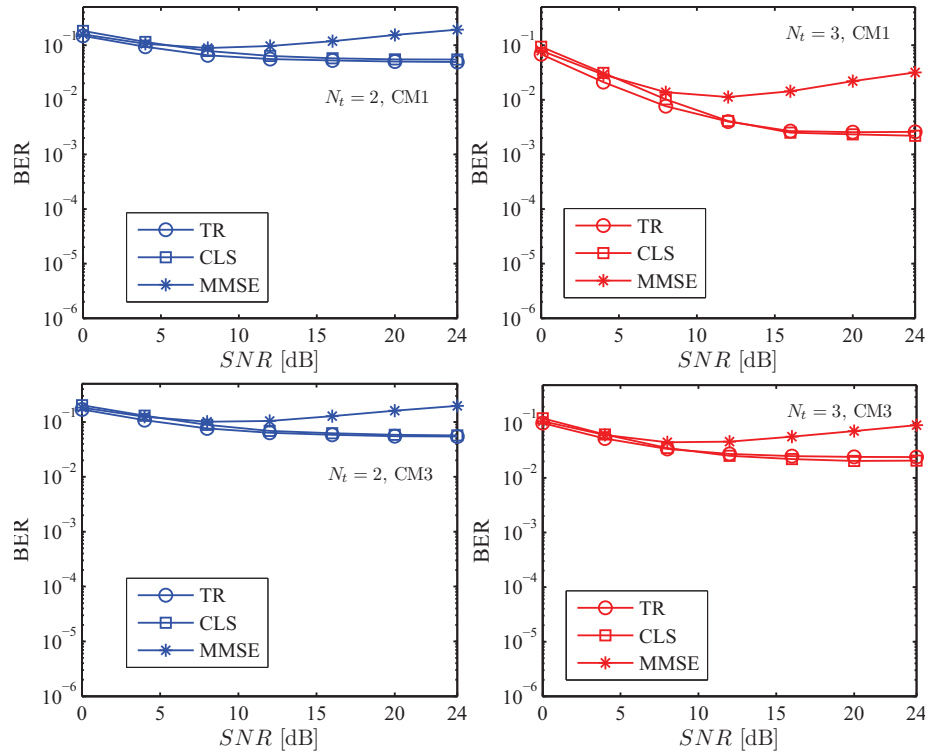 10⁻¹
10⁻²
10⁻³
10⁻⁴
10⁻⁵
10⁻⁶
BER
N_t = 2, CM1
TR
CLS
MMSE
0 5 10 15 20 24
SNR [dB]
10⁻¹
10⁻²
10⁻³
10⁻⁴
10⁻⁵
10⁻⁶
BER
N_t = 3, CM1
TR
CLS
MMSE
0 5 10 15 20 24
SNR [dB]
10⁻¹
10⁻²
10⁻³
10⁻⁴
10⁻⁵
10⁻⁶
BER
N_t = 2, CM3
TR
CLS
MMSE
0 5 10 15 20 24
SNR [dB]
10⁻¹
10⁻²
10⁻³
10⁻⁴
10⁻⁵
10⁻⁶
BER
N_t = 3, CM3
TR
CLS
MMSE
0 5 10 15 20 24
SNR [dB]